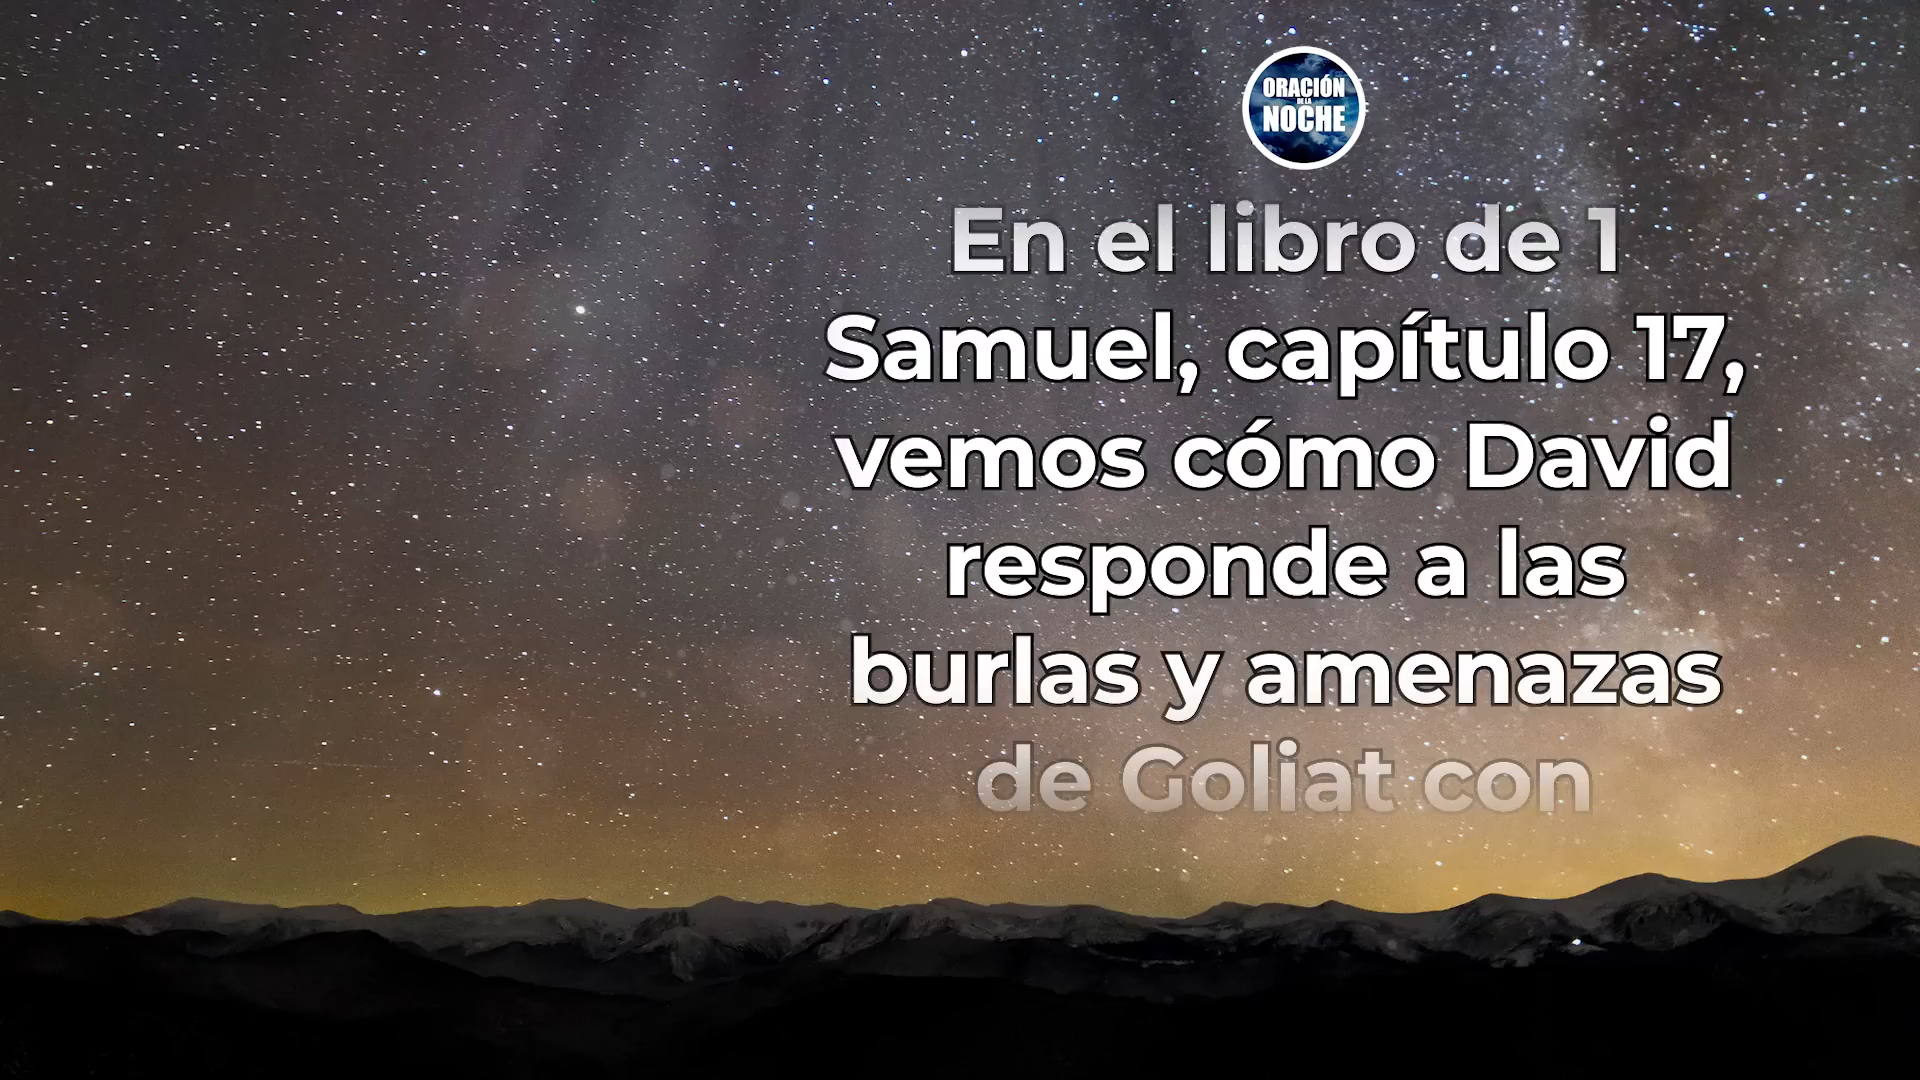 ORACIÓN
DE LA
NOCHE
En el libro de 1
Samuel, capítulo 17,
vemos cómo David
responde a las
burlas y amenazas
de Goliat con